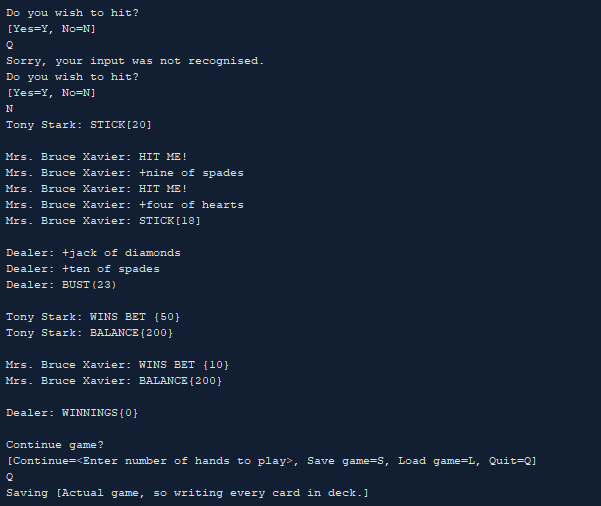 Do you wish to hit?
[Yes=Y, No=N]
Q
Sorry, your input was not recognised.
Do you wish to hit?
[Yes=Y, No=N]
N
Tony Stark: STICK[20]
Mrs. Bruce Xavier: HIT ME!
Mrs. Bruce Xavier: +nine of spades
Mrs. Bruce Xavier: HIT ME!
Mrs. Bruce Xavier: +four of hearts
Mrs. Bruce Xavier: STICK[18]
Dealer: +jack of diamonds
Dealer: +ten of spades
Dealer: BUST(23)
Tony Stark: WINS BET {50}
Tony Stark: BALANCE{200}
Mrs. Bruce Xavier: WINS BET {10}
Mrs. Bruce Xavier: BALANCE{200}
Dealer: WINNINGS{0}
Continue game?
[Continue=<Enter number of hands to play>, Save game=S, Load game=L, Quit=Q]
Q
Saving [Actual game, so writing every card in deck.]